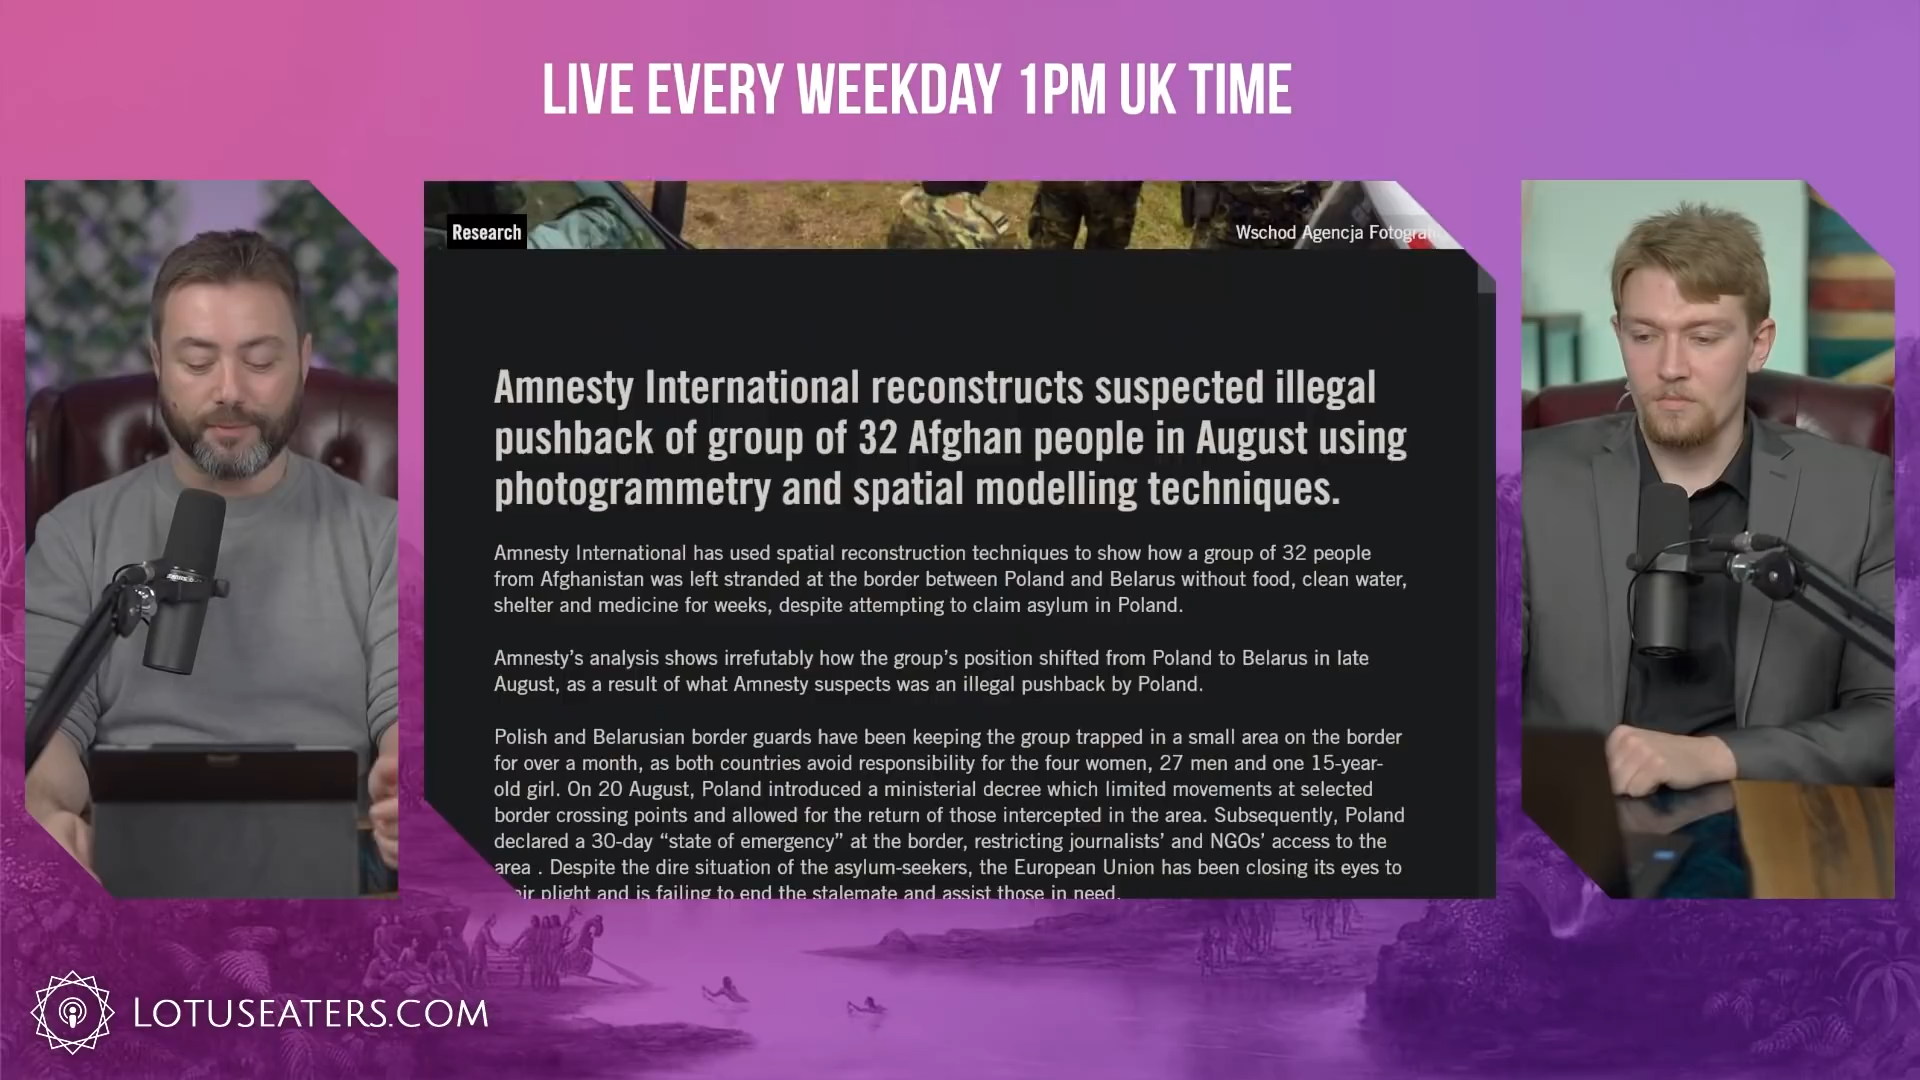 LIVE EVERY WEEKDAY 1PM UK TIME
Research
Wschod Agencja
Amnesty International reconstructs suspected illegal
pushback of group of 32 Afghan people in August using
photogrammetry and spatial modelling techniques.
Amnesty International has used spatial reconstruction techniques to show how a group of 32 people
from Afghanistan was left stranded at the border between Poland and Belarus without food, clean water,
shelter and medicine for weeks, despite attempting to claim asylum in Poland.
Amnesty’s analysis shows irrefutably how the group’s position shifted from Poland to Belarus in late
August, as a result of what Amnesty suspects was an illegal pushback by Poland.
Polish and Belarusian border guards have been keeping the group trapped in a small area on the border
for over a month, as both countries avoid responsibility for the four women, 27 men and one 15-year-
old girl. On 20 August, Poland introduced a ministerial decree which limited movements at selected
border crossing points and allowed for the return of those intercepted in the area. Subsequently, Poland
declared a 30-day “state of emergency” at the border, restricting journalists’ and NGOs’ access to the
area . Despite the dire situation of the asylum-seekers, the European Union has been closing its eyes to
plight and is failing to end the stalemate and assist those in need.
LOTUSEATERS.COM